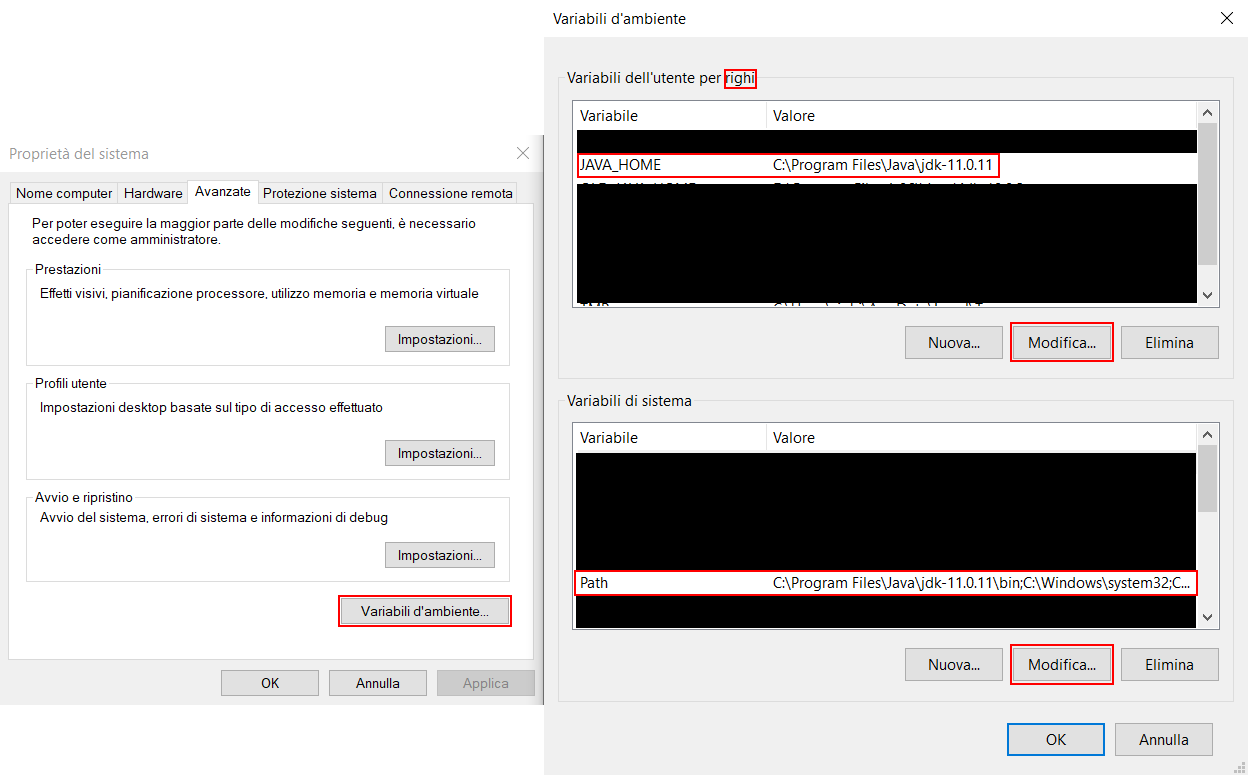 Proprietà del sistema
Nome computer Hardware Avanzate Protezione sistema Connessione remota
Per poter eseguire la maggior parte delle modifiche seguenti, è necessario
accedere come amministratore.
Prestazioni
Effetti visivi, pianificazione processore, utilizzo memoria e memoria virtuale
Impostazioni...
Profili utente
Impostazioni desktop basate sul tipo di accesso effettuato
Impostazioni...
Avvio e ripristino
Avvio del sistema, errori di sistema e informazioni di debug
Impostazioni...
Variabili d'ambiente...
OK Annulla Applica
Variabili d'ambiente
Variabili dell'utente per righi
Variabile Valore
JAVA_HOME C:\Program Files\Java\jdk-11.0.11
Nuova... Modifica... Elimina
Variabili di sistema
Variabile Valore
Path C:\Program Files\Java\jdk-11.0.11\bin;C:\Windows\system32;C...
Nuova... Modifica... Elimina
OK Annulla